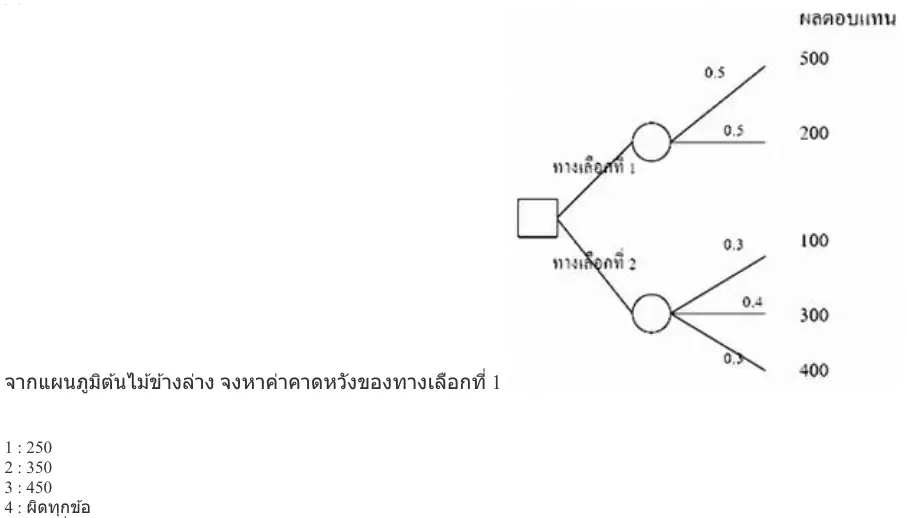 ผลตอบแทน
500
0.5
0.5
200
ทางเลือกที่ 1
0.3
100
ทางเลือกที่ 2
0.4
300
0.3
400
จากแผนภูมิต้นไม้ข้างล่าง จงหาค่าคาดหวังของทางเลือกที่ 1
1 : 250
2 : 350
3 : 450
4 : ผิดทุกข้อ